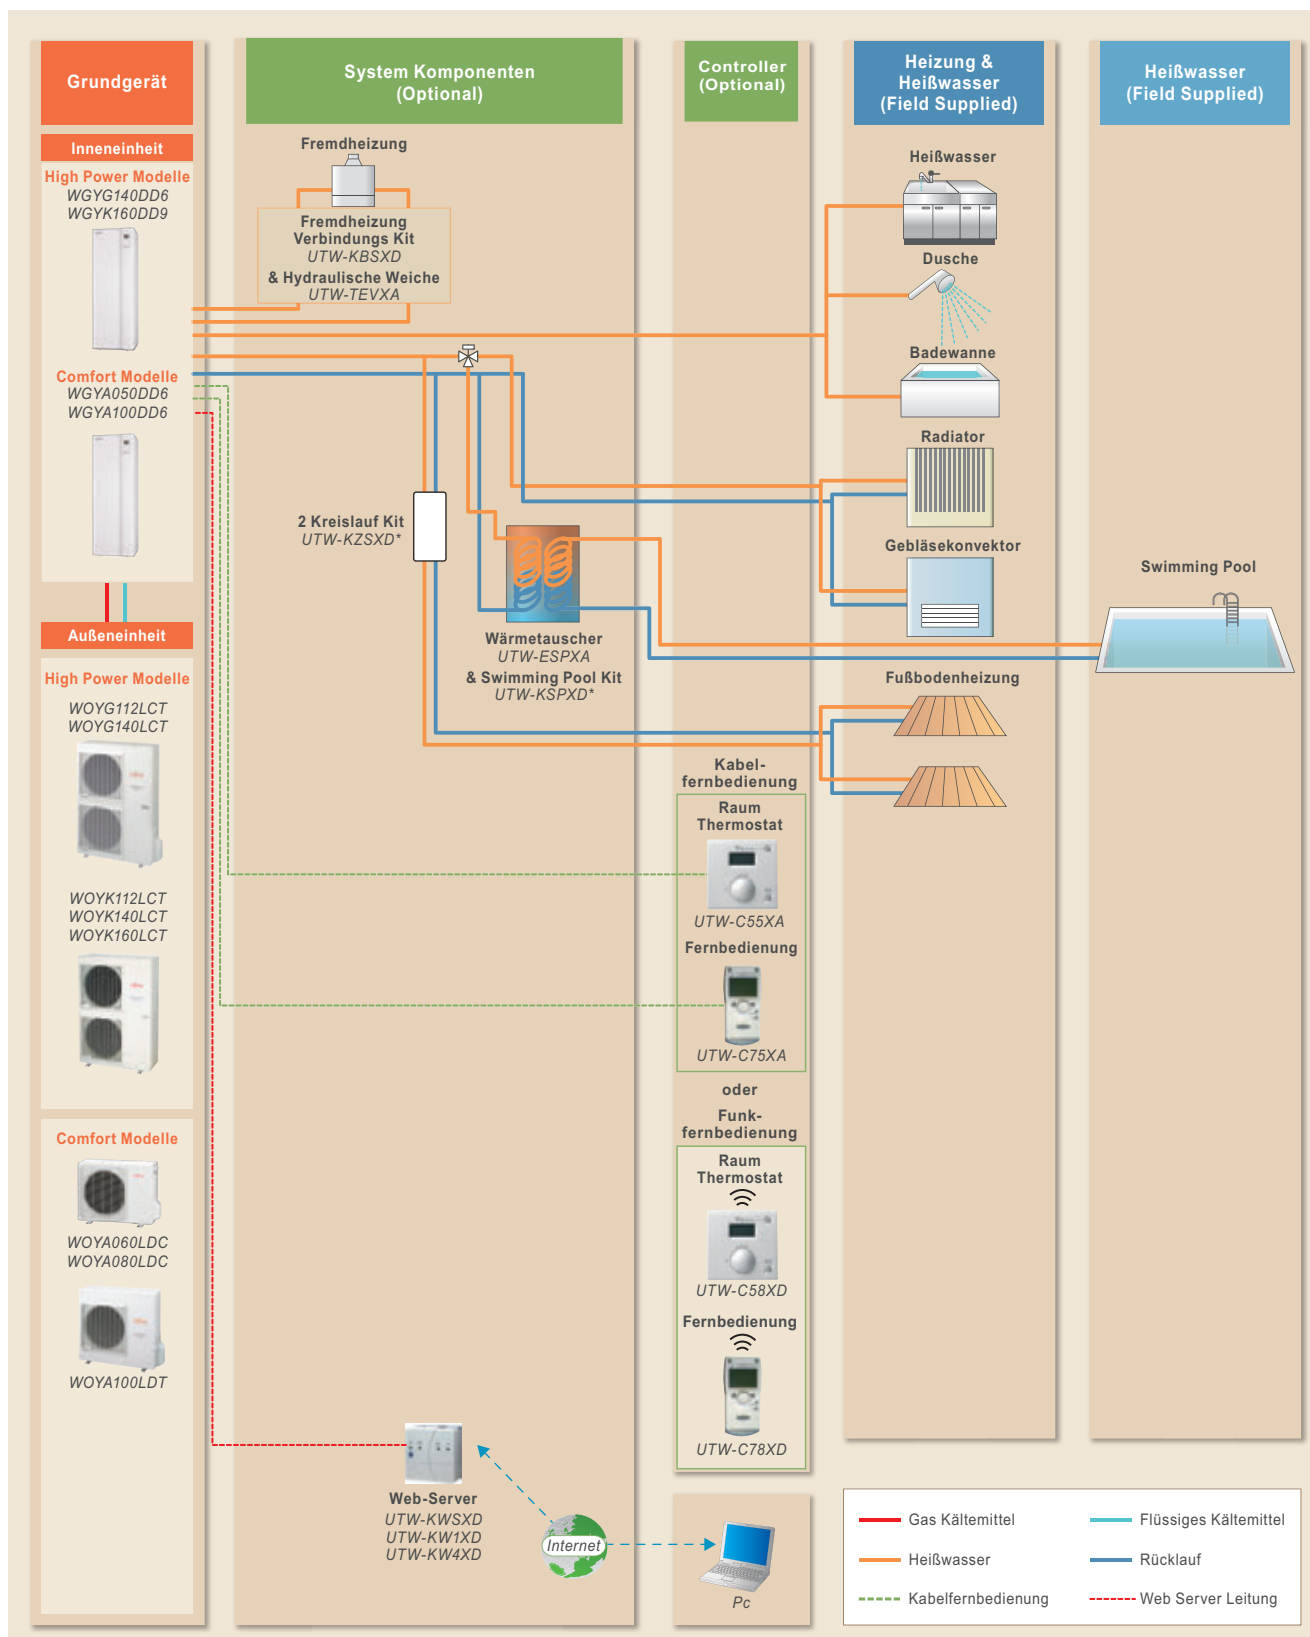 Grundgerät
System Komponenten
(Optional)
Controller
(Optional)
Heizung &
Heißwasser
(Field Supplied)
Heißwasser
(Field Supplied)
Inneneinheit
High Power Modelle
WGYG140DD6
WGYK160DD9
Comfort Modelle
WGYA050DD6
WGYA100DD6
Außeneinheit
High Power Modelle
WOYG112LCT
WOYG140LCT
WOYK112LCT
WOYK140LCT
WOYK160LCT
Comfort Modelle
WOYA060LDC
WOYA080LDC
WOYA100LDT
Fremdheizung
Fremdheizung
Verbindungs Kit
UTW-KBSXD
& Hydraulische Weiche
UTW-TEVXA
2 Kreislauf Kit
UTW-KZSXD*
Wärmetauscher
UTW-ESPXA
& Swimming Pool Kit
UTW-KSPXD*
Web-Server
UTW-KWSXD
UTW-KW1XD
UTW-KW4XD
Internet
Kabel-
fernbedienung
Raum
Thermostat
UTW-C55XA
Fernbedienung
UTW-C75XA
oder
Funk-
fernbedienung
Raum
Thermostat
UTW-C58XD
Fernbedienung
UTW-C78XD
Pc
Heißwasser
Dusche
Badewanne
Radiator
Gebläsekonvektor
Fußbodenheizung
Swimming Pool
Gas Kältemittel
Flüssiges Kältemittel
Heißwasser
Rücklauf
Kabelfernbedienung
Web Server Leitung